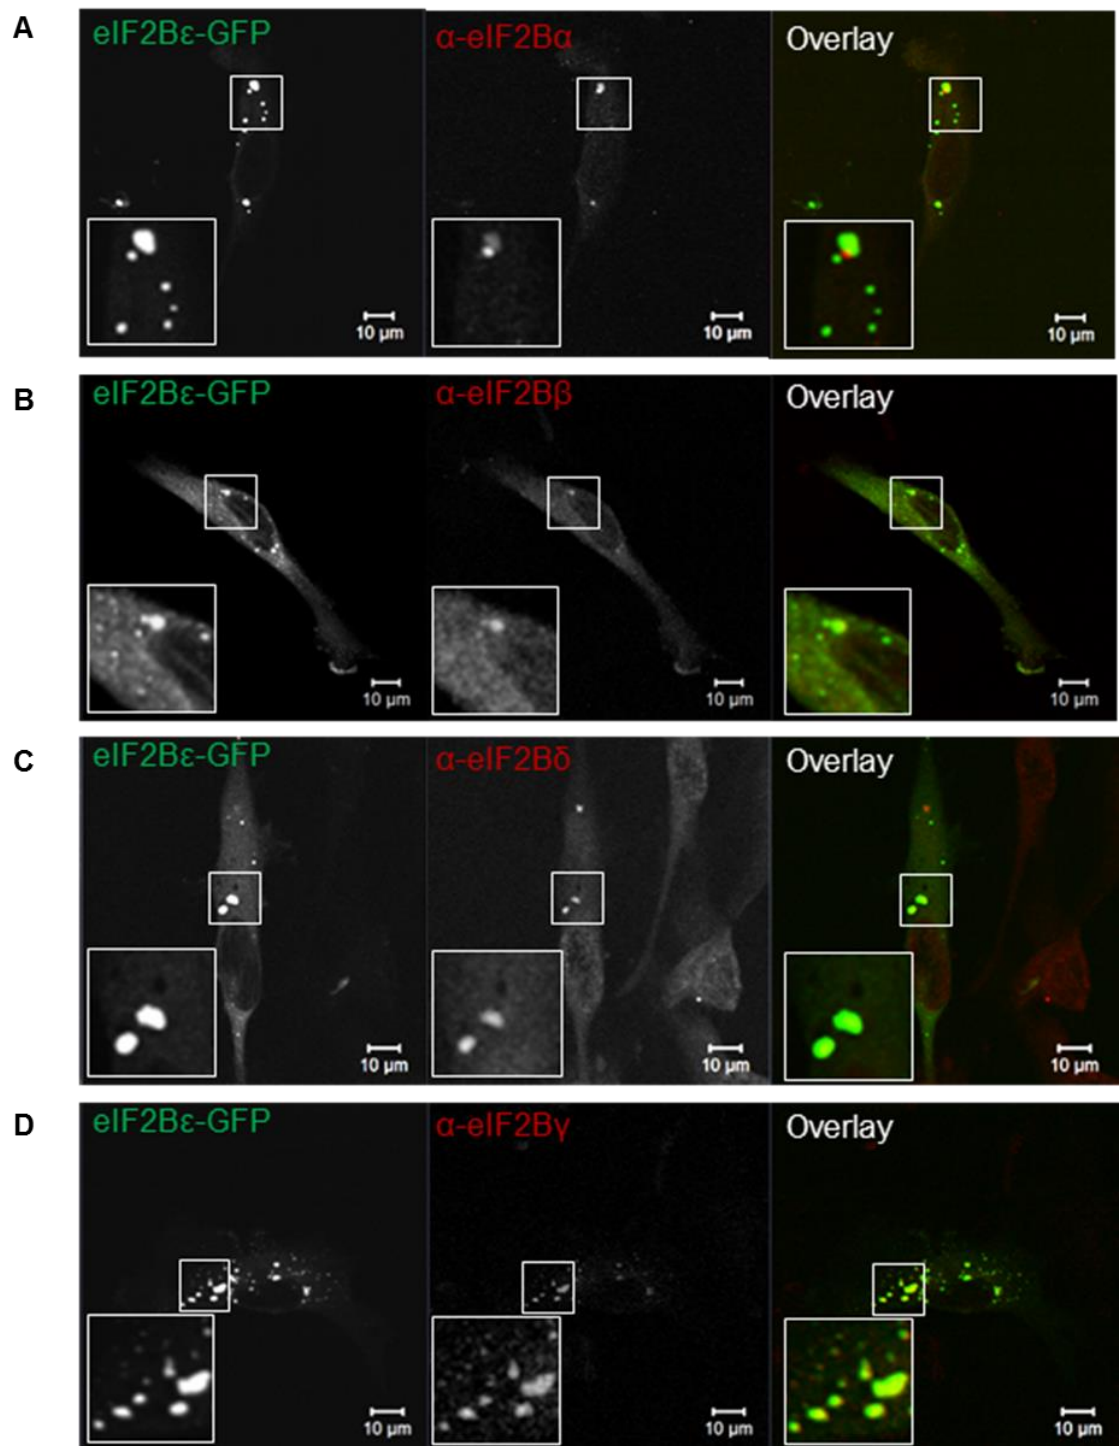 A
eIF2Bε-GFP α-eIF2Bα Overlay
10 µm 10 µm 10 µm
B
eIF2Bε-GFP α-eIF2Bβ Overlay
10 µm 10 µm 10 µm
C
eIF2Bε-GFP α-eIF2Bδ Overlay
10 µm 10 µm 10 µm
D
eIF2Bε-GFP α-eIF2Bγ Overlay
10 µm 10 µm 10 µm